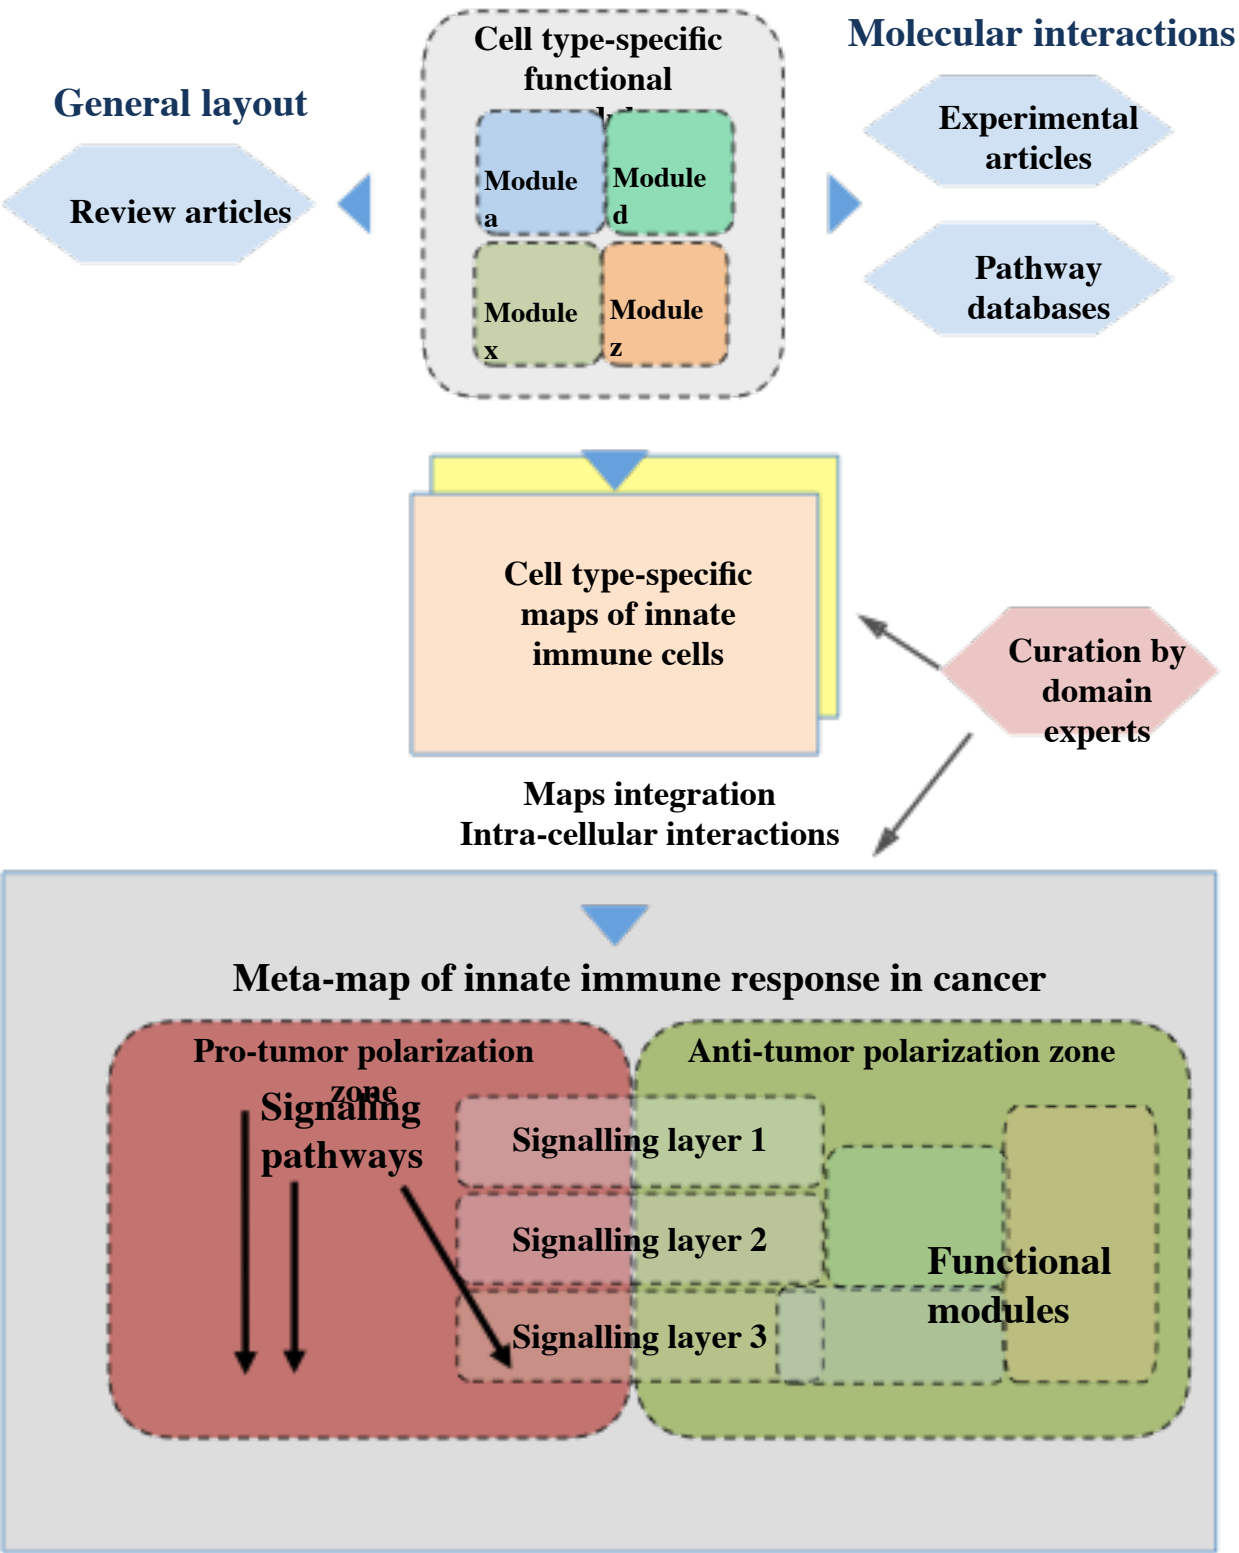 Cell type-specific
functional
Molecular interactions
General layout
Experimental
articles
Review articles
Module
a
Module
d
Pathway
databases
Module
x
Module
z
Cell type-specific
maps of innate
immune cells
Curation by
domain
experts
Maps integration
Intra-cellular interactions
Meta-map of innate immune response in cancer
Pro-tumor polarization
zone
Anti-tumor polarization zone
Signaling
pathways
Signalling layer 1
Signalling layer 2
Signalling layer 3
Functional
modules